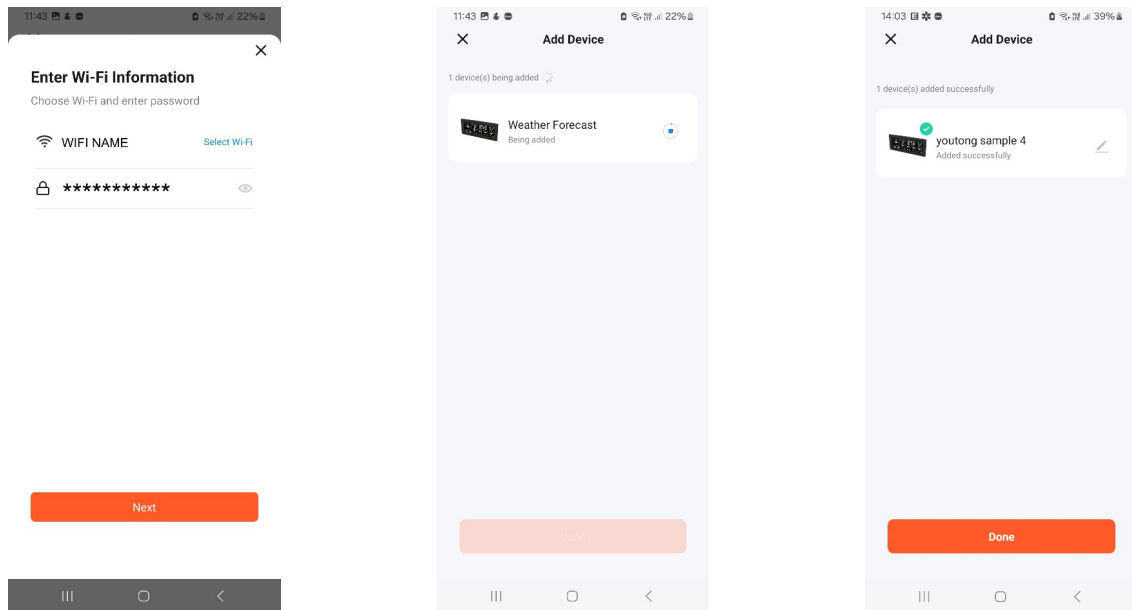 11:43 22%
Enter Wi-Fi Information
Choose Wi-Fi and enter password
WIFI NAME Select Wi-Fi
***********
Next
11:43 22%
Add Device
1 device(s) being added
Weather Forecast
Being added
Done
14:03 39%
Add Device
1 device(s) added successfully
youtong sample 4
Added successfully
Done